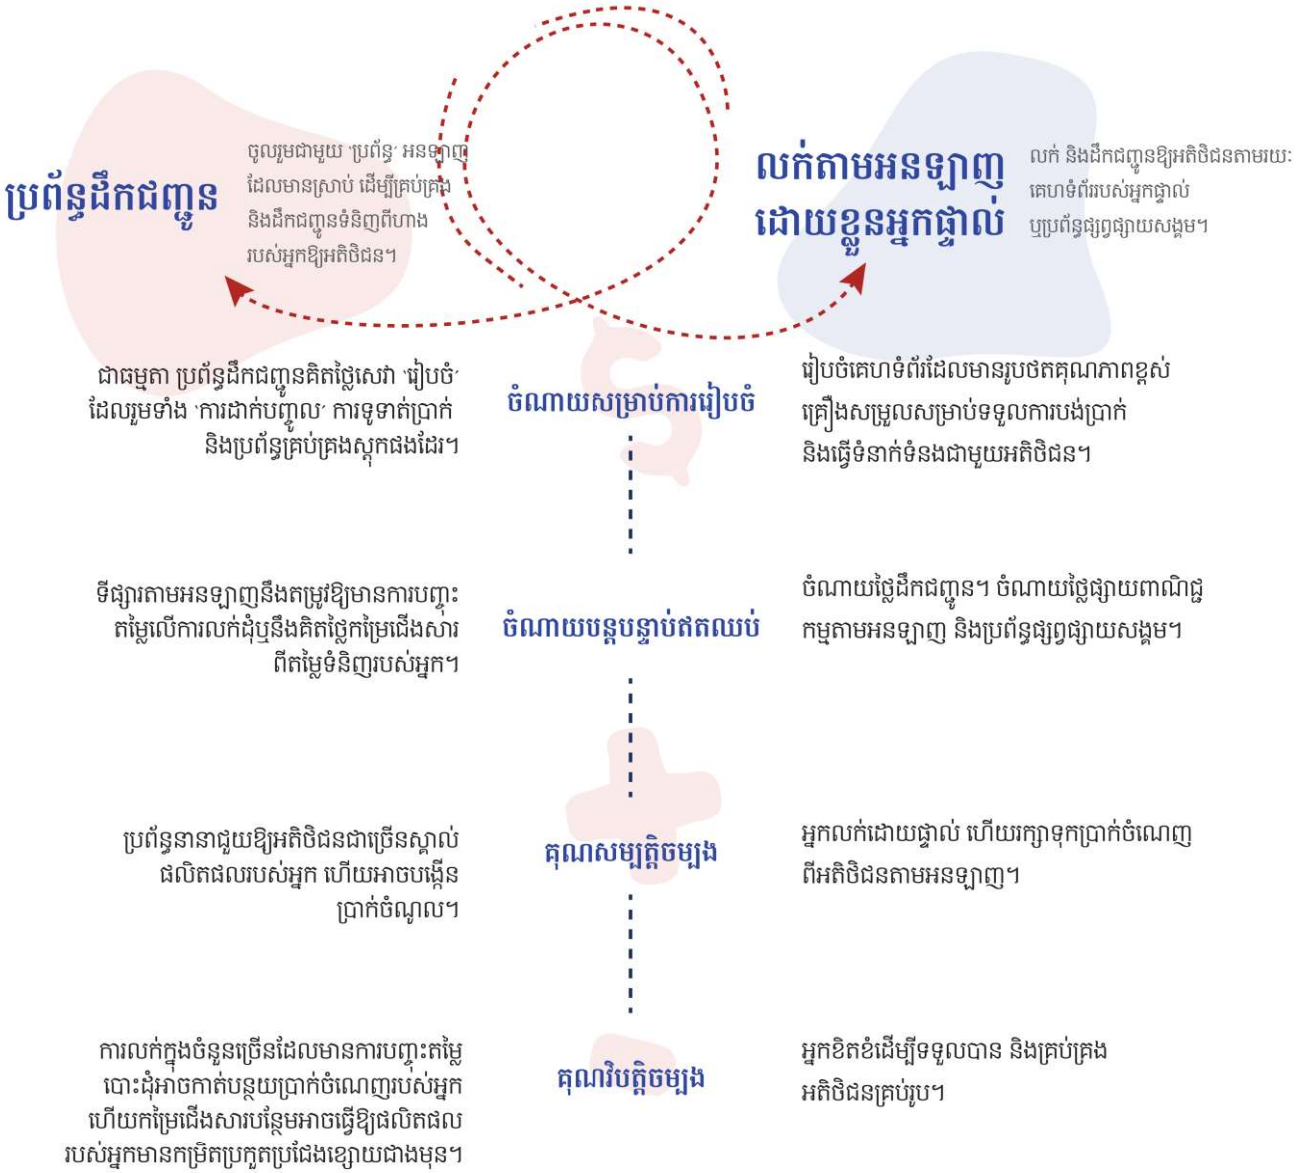 ប្រព័ន្ធដឹកជញ្ជូន
ចូលរួមជាមួយ 'ប្រព័ន្ធ' អនឡាញ
ដែលមានស្រាប់ ដើម្បីគ្រប់គ្រង
និងដឹកជញ្ជូនទំនិញពីហាង
របស់អ្នកឱ្យអតិថិជន។
លក់តាមអនឡាញ
ដោយខ្លួនអ្នកផ្ទាល់
លក់ និងដឹកជញ្ជូនឱ្យអតិថិជនតាមរយៈ
គេហទំព័ររបស់អ្នកផ្ទាល់
ឬប្រព័ន្ធផ្សព្វផ្សាយសង្គម។
ជាធម្មតា ប្រព័ន្ធដឹកជញ្ជូនគិតថ្លៃសេវា 'រៀបចំ'
ដែលរួមទាំង 'ការដាក់បញ្ចូល' ការទូទាត់ប្រាក់
និងប្រព័ន្ធគ្រប់គ្រងស្តុកផងដែរ។
ចំណាយសម្រាប់ការរៀបចំ
រៀបចំគេហទំព័រដែលមានរូបថតគុណភាពខ្ពស់
គ្រឿងសម្រួលសម្រាប់ទទួលការបង់ប្រាក់
និងធ្វើទំនាក់ទំនងជាមួយអតិថិជន។
ទីផ្សារតាមអនឡាញនឹងតម្រូវឱ្យមានការបញ្ចុះ
តម្លៃលើការលក់ដុំឬនឹងគិតថ្លៃកម្រៃជើងសារ
ពីតម្លៃទំនិញរបស់អ្នក។
ចំណាយបន្តបន្ទាប់ឥតឈប់
ចំណាយថ្លៃដឹកជញ្ជូន។ ចំណាយថ្លៃផ្សាយពាណិជ្ជ
កម្មតាមអនឡាញ និងប្រព័ន្ធផ្សព្វផ្សាយសង្គម។
ប្រព័ន្ធនានាជួយឱ្យអតិថិជនជាច្រើនស្គាល់
ផលិតផលរបស់អ្នក ហើយអាចបង្កើន
ប្រាក់ចំណូល។
គុណសម្បត្តិចម្បង
អ្នកលក់ដោយផ្ទាល់ ហើយរក្សាទុកប្រាក់ចំណេញ
ពីអតិថិជនតាមអនឡាញ។
ការលក់ក្នុងចំនួនច្រើនដែលមានការបញ្ចុះតម្លៃ
បោះដុំអាចកាត់បន្ថយប្រាក់ចំណេញរបស់អ្នក
ហើយកម្រៃជើងសារបន្ថែមអាចធ្វើឱ្យផលិតផល
របស់អ្នកមានកម្រិតប្រកួតប្រជែងខ្សោយជាងមុន។
គុណវិបត្តិចម្បង
អ្នកខិតខំដើម្បីទទួលបាន និងគ្រប់គ្រង
អតិថិជនគ្រប់រូប។